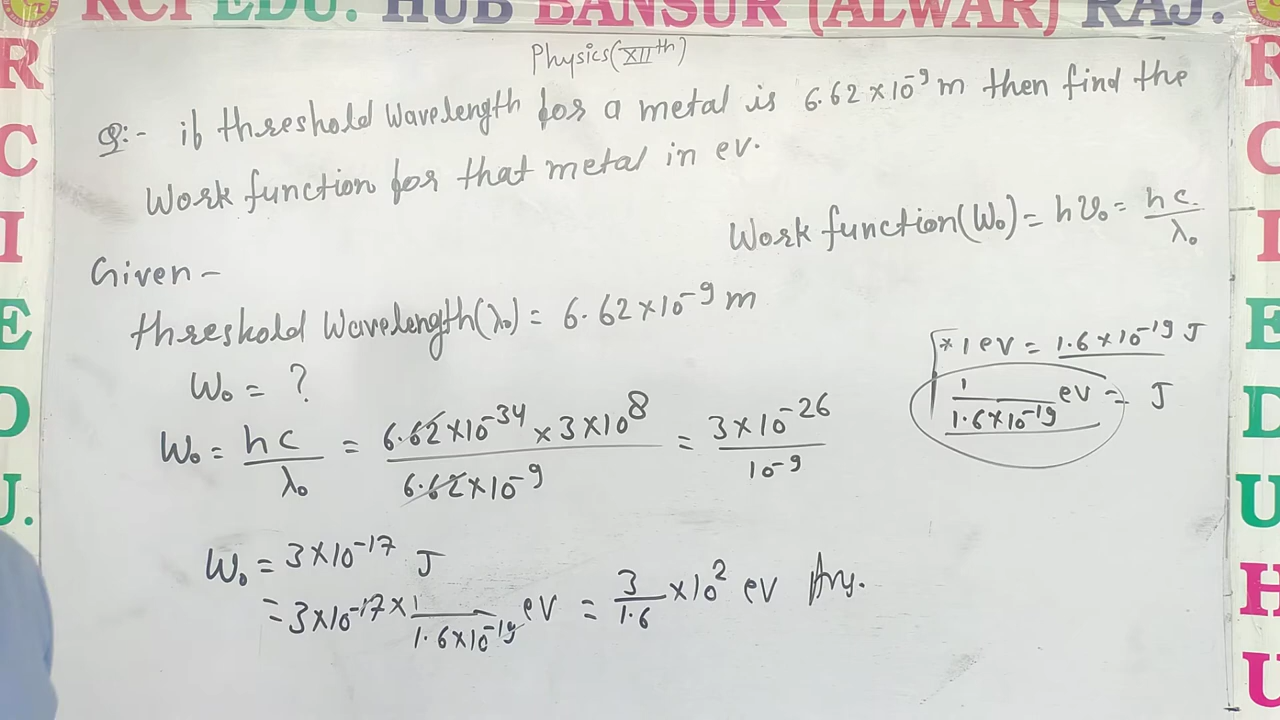 RCI EDU. HUB BANSUR (ALWAR) RAJ.
Physics(XIIth)
Q:- if threshold Wavelength for a metal is 6.62×10⁻⁹m then find the
Work function for that metal in ev.
Work function(W₀) = hν₀ = hc/λ₀
Given -
threshold Wavelength(λ₀) = 6.62×10⁻⁹m
* 1 ev = 1.6×10⁻¹⁹ J
1/1.6×10⁻¹⁹ ev = J
W₀ = ?
W₀ = hc/λ₀ = 6.62×10⁻³⁴ × 3×10⁸/6.62×10⁻⁹ = 3×10⁻²⁶/10⁻⁹
W₀ = 3×10⁻¹⁷ J
= 3×10⁻¹⁷ × 1/1.6×10⁻¹⁹ ev = 3/1.6 ×10² ev Ans.
R
C
I
E
D
U.
R
C
I
E
D
U
H
U